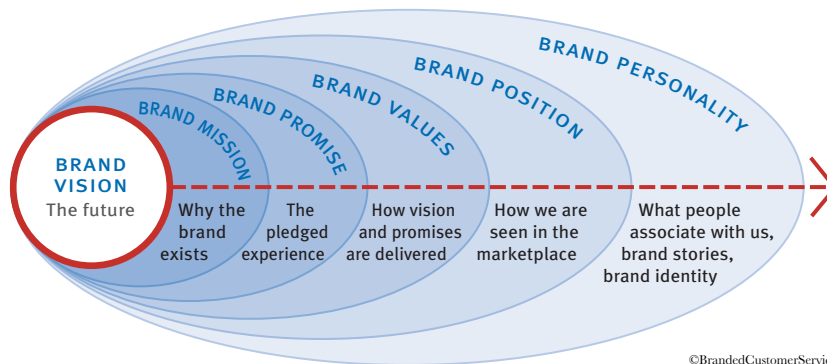 BRAND
VISION
The future
BRAND MISSION
Why the
brand
exists
BRAND PROMISE
The
pledged
experience
BRAND VALUES
How vision
and promises
are delivered
BRAND POSITION
How we are
seen in the
marketplace
BRAND PERSONALITY
What people
associate with us,
brand stories,
brand identity
©BrandedCustomerServic